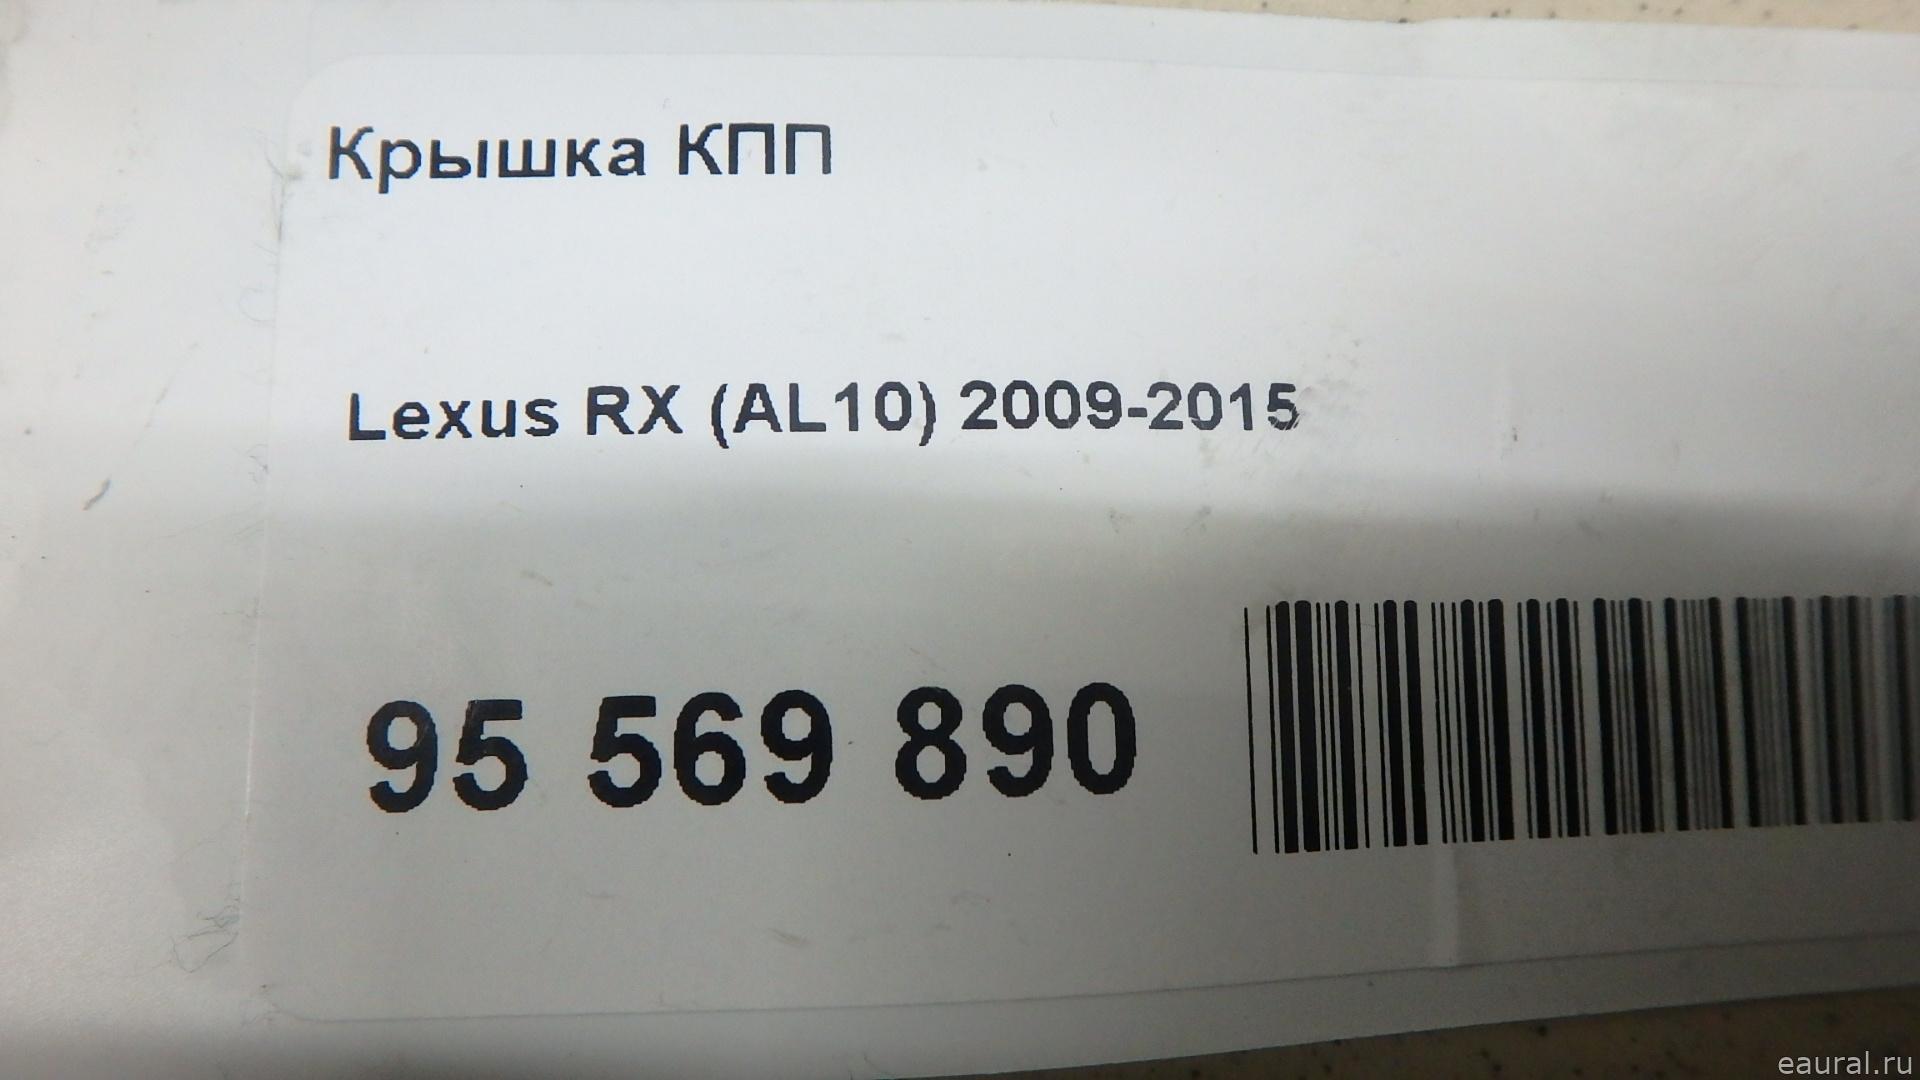 Крышка КПП
Lexus RX (AL10) 2009-2015
95 569 890
eaural.ru